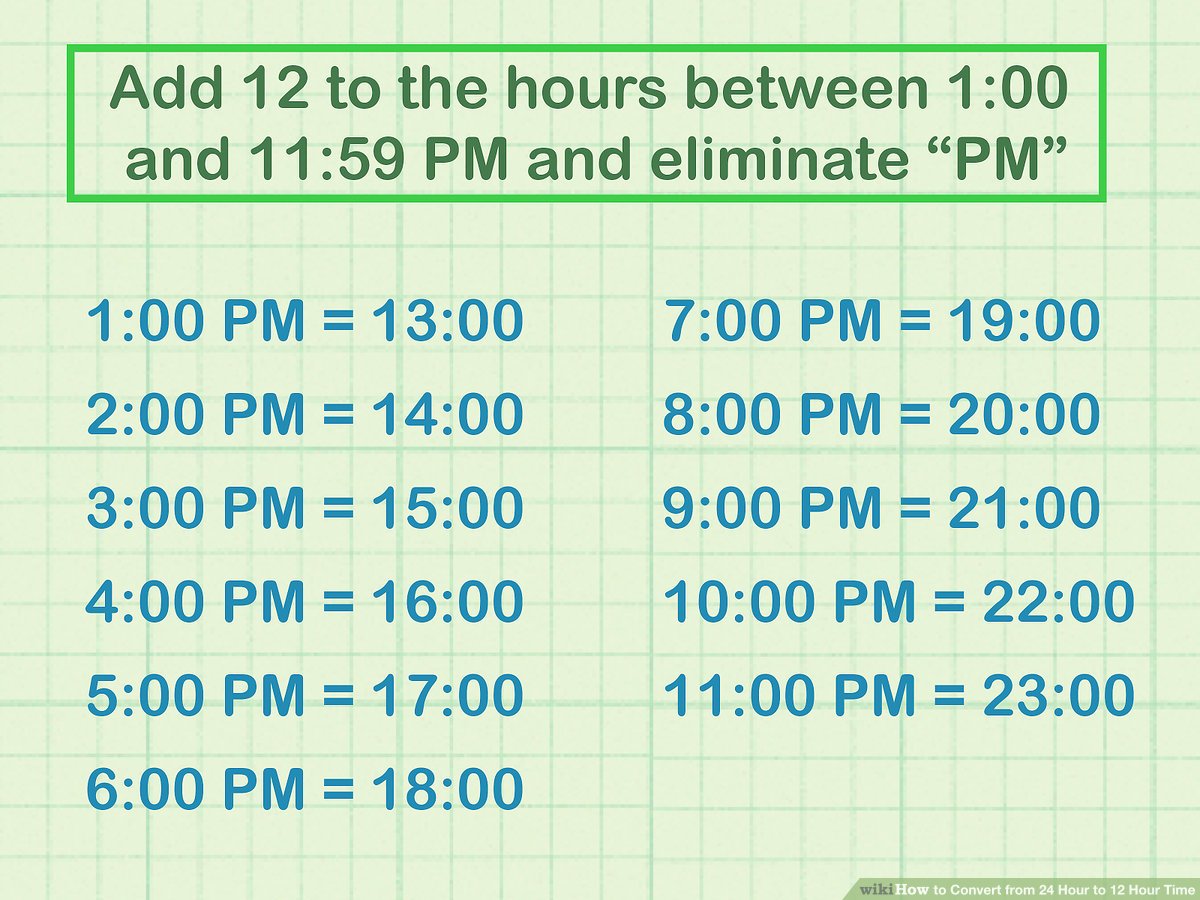 Add 12 to the hours between 1:00
and 11:59 PM and eliminate “PM”
1:00 PM = 13:00
2:00 PM = 14:00
3:00 PM = 15:00
4:00 PM = 16:00
5:00 PM = 17:00
6:00 PM = 18:00
7:00 PM = 19:00
8:00 PM = 20:00
9:00 PM = 21:00
10:00 PM = 22:00
11:00 PM = 23:00
wikiHow to Convert from 24 Hour to 12 Hour Time